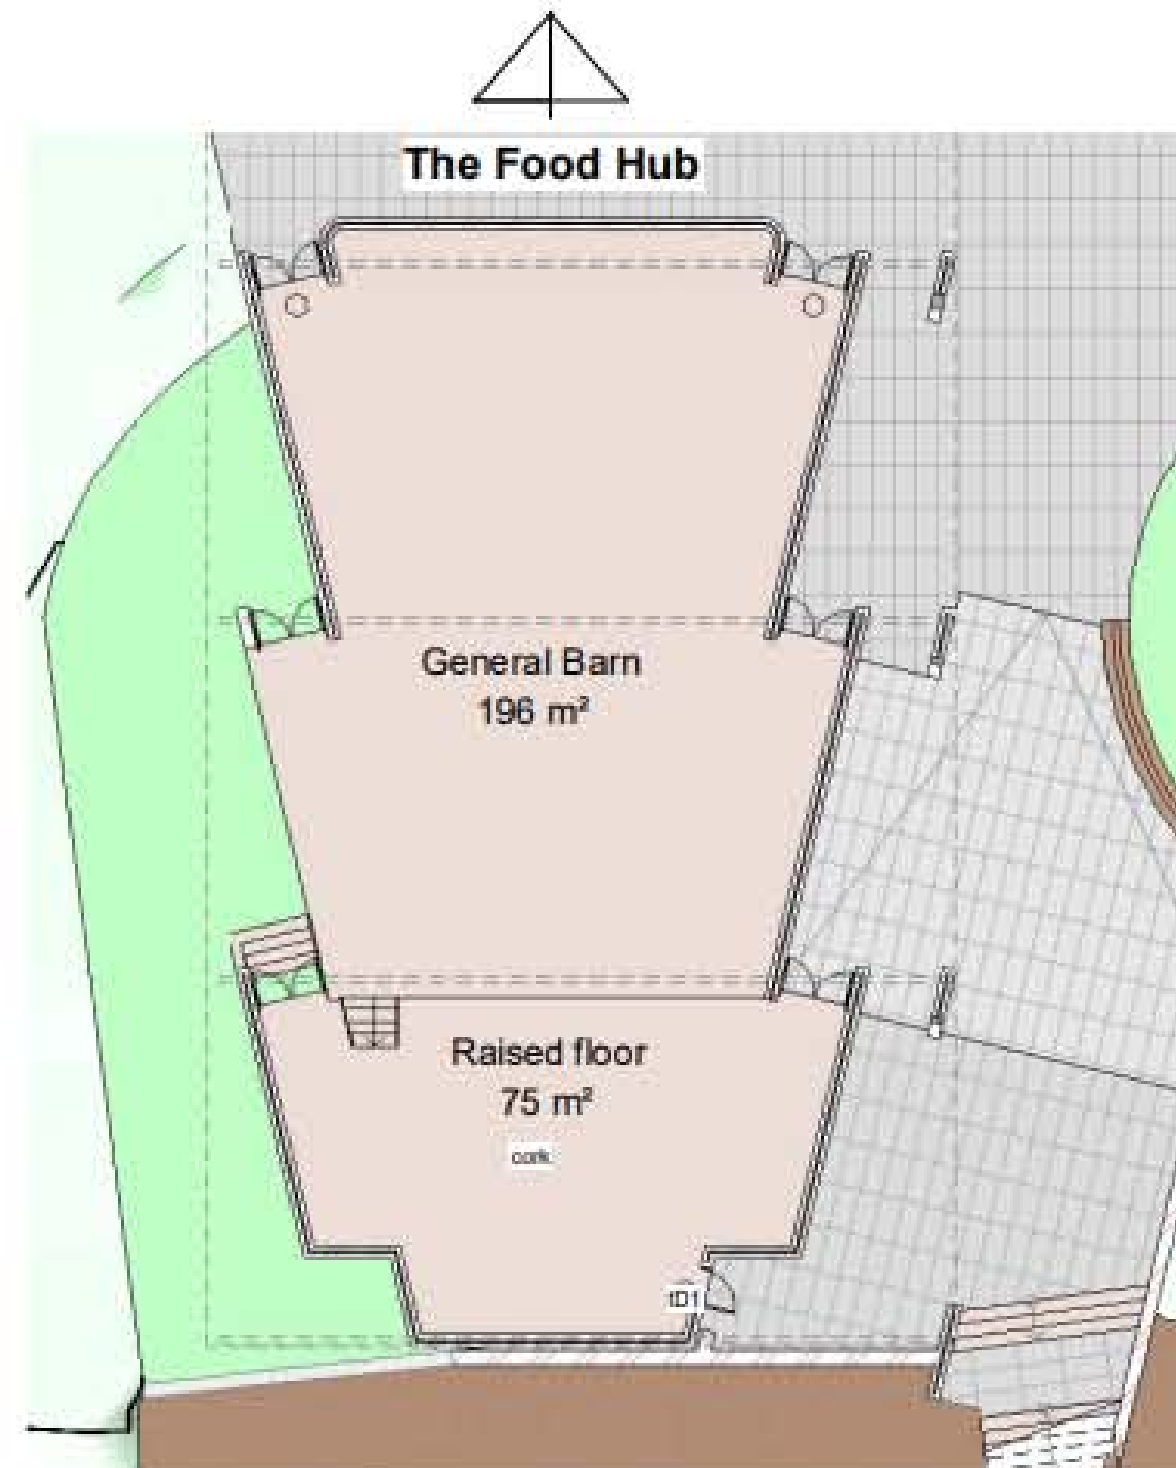 The Food Hub
General Barn
196 m²
Raised floor
75 m²
cork
tD1